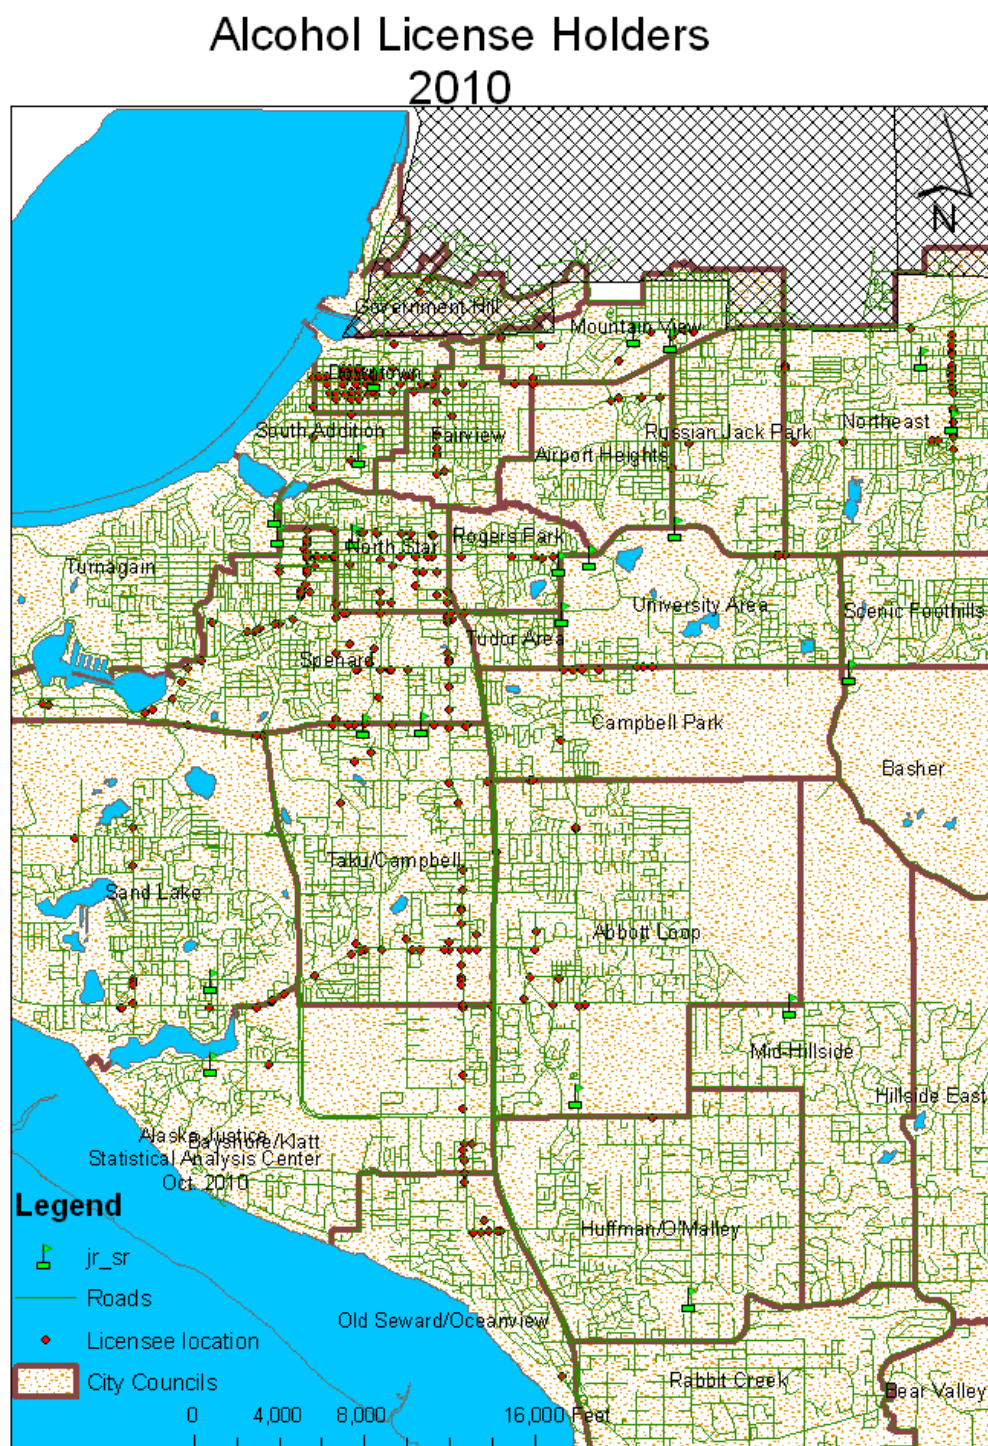 Alcohol License Holders
2010
N
Government Hill
Mountain View
Downtown
South Addition
Fairview
Airport Heights
Russian Jack Park
Northeast
North Star
Rogers Park
Turnagain
University Area
Scenic Foothills
Tudor Area
Spenard
Campbell Park
Basher
Taku/Campbell
Sand Lake
Abbott Loop
Mid-Hillside
Hillside East
Bayshore/Klatt
Alaska Justice
Statistical Analysis Center
Oct. 2010
Huffman/O'Malley
Old Seward/Oceanview
Rabbit Creek
Bear Valley
Legend
jr_sr
Roads
Licensee location
City Councils
0 4,000 8,000 16,000 Feet